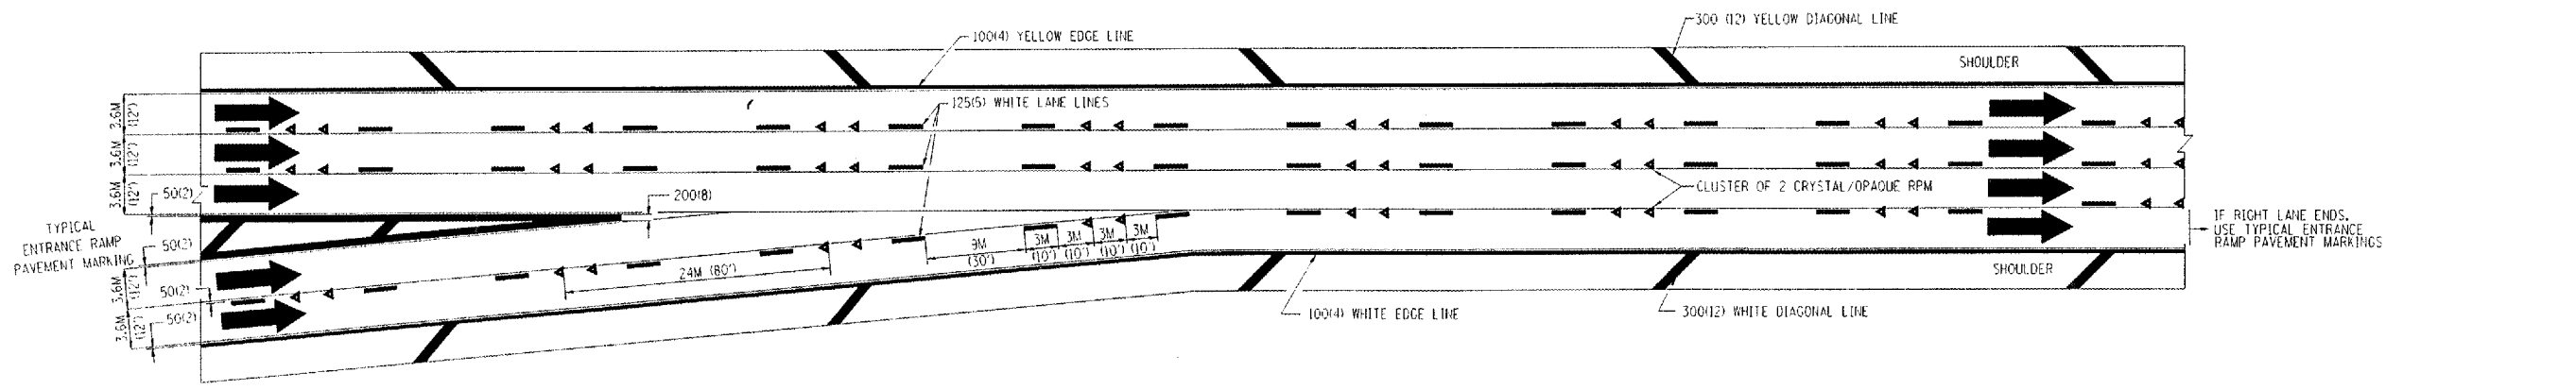 300 (12) YELLOW DIAGONAL LINE
100(4) YELLOW EDGE LINE
SHOULDER
125(5) WHITE LANE LINES
3.6M
(12')
3.6M
(12')
3.6M
(12')
50(2)
200(8)
CLUSTER OF 2 CRYSTAL/OPAQUE RPM
TYPICAL
ENTRANCE RAMP
PAVEMENT MARKING
IF RIGHT LANE ENDS.
USE TYPICAL ENTRANCE
RAMP PAVEMENT MARKINGS
50(2)
9M
(30')
3M
(10')
3M
(10')
3M
(10')
3M
(10')
24M (80')
SHOULDER
3.6M
(12')
50(2)
3.6M
(12')
50(2)
100(4) WHITE EDGE LINE
300(12) WHITE DIAGONAL LINE